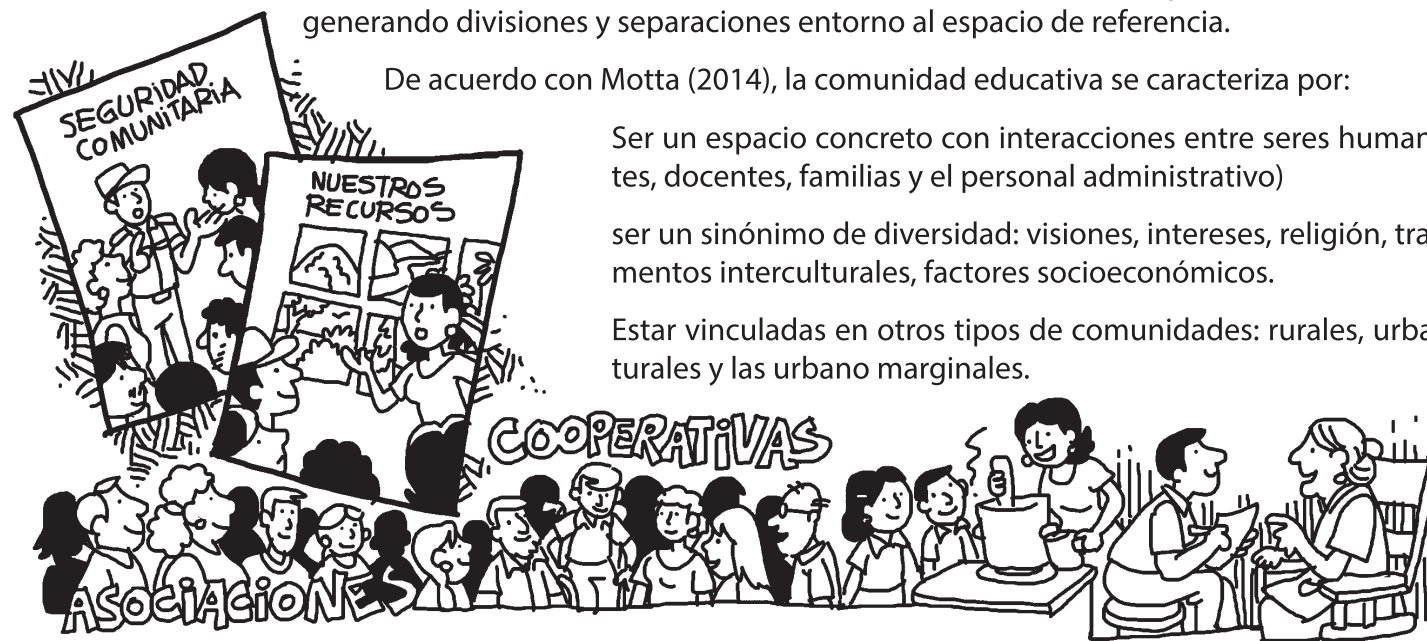 generando divisiones y separaciones entorno al espacio de referencia.
De acuerdo con Motta (2014), la comunidad educativa se caracteriza por:
Ser un espacio concreto con interacciones entre seres human
tes, docentes, familias y el personal administrativo)
ser un sinónimo de diversidad: visiones, intereses, religión, tra
mentos interculturales, factores socioeconómicos.
Estar vinculadas en otros tipos de comunidades: rurales, urba
turales y las urbano marginales.
SEGURIDAD
COMUNITARIA
NUESTROS
RECURSOS
COOPERATIVAS
ASOCIACIONES